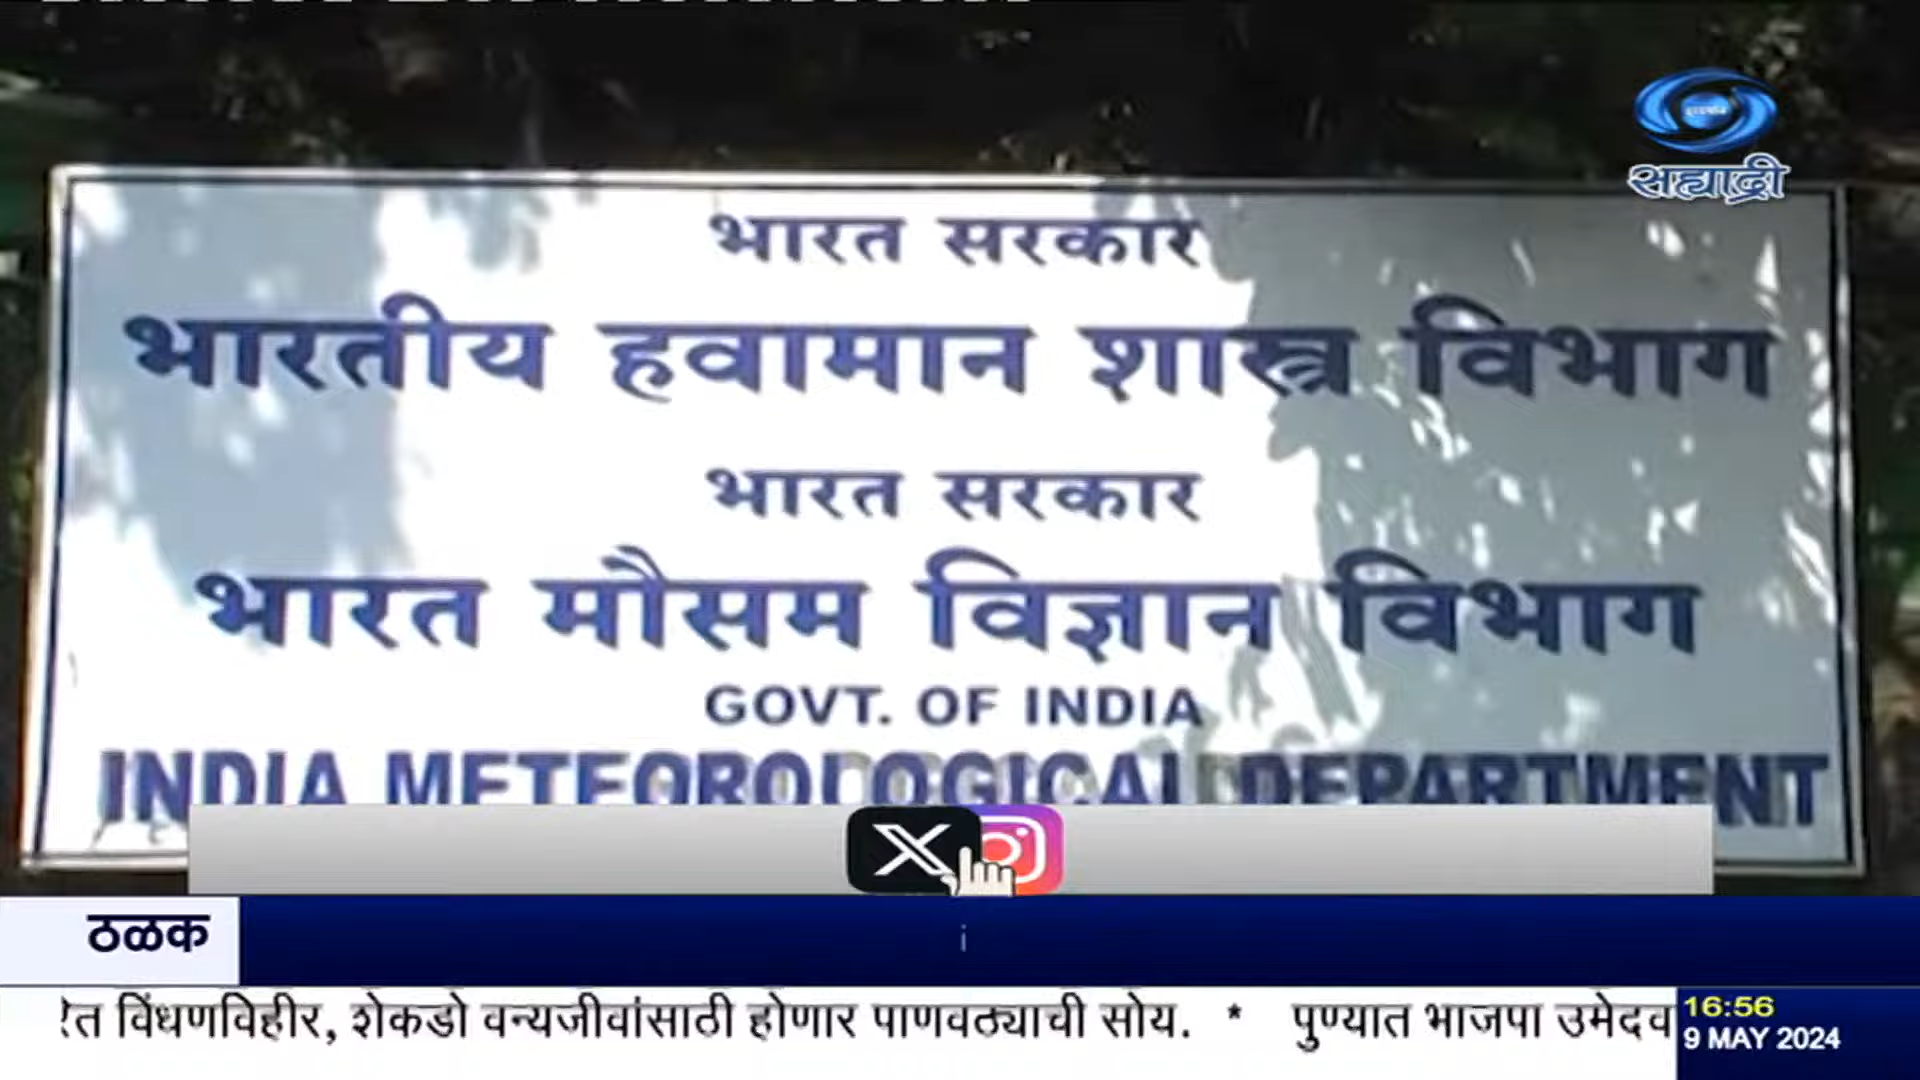 सह्याद्री
भारत सरकार
भारतीय हवामान शास्त्र विभाग
भारत सरकार
भारत मौसम विज्ञान विभाग
GOVT. OF INDIA
INDIA METEOROLOGICAL DEPARTMENT
ठळक
विंधणविहीर, शेकडो वन्यजीवांसाठी होणार पाणवठ्याची सोय. * पुण्यात भाजपा
16:56
9 MAY 2024